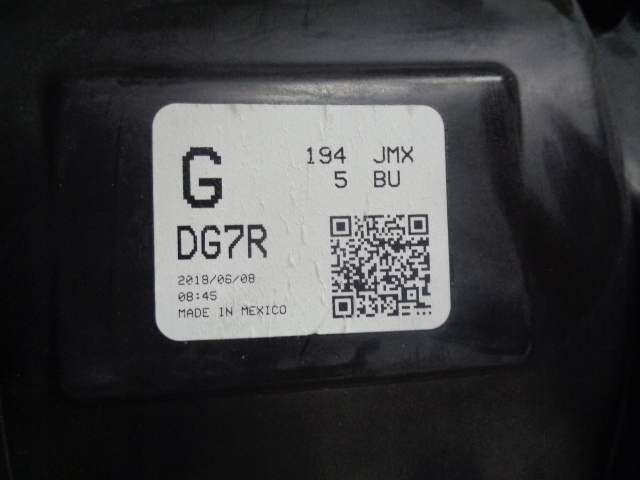 G
194 JMX
5 BU
DG7R
2018/06/08
08:45
MADE IN MEXICO